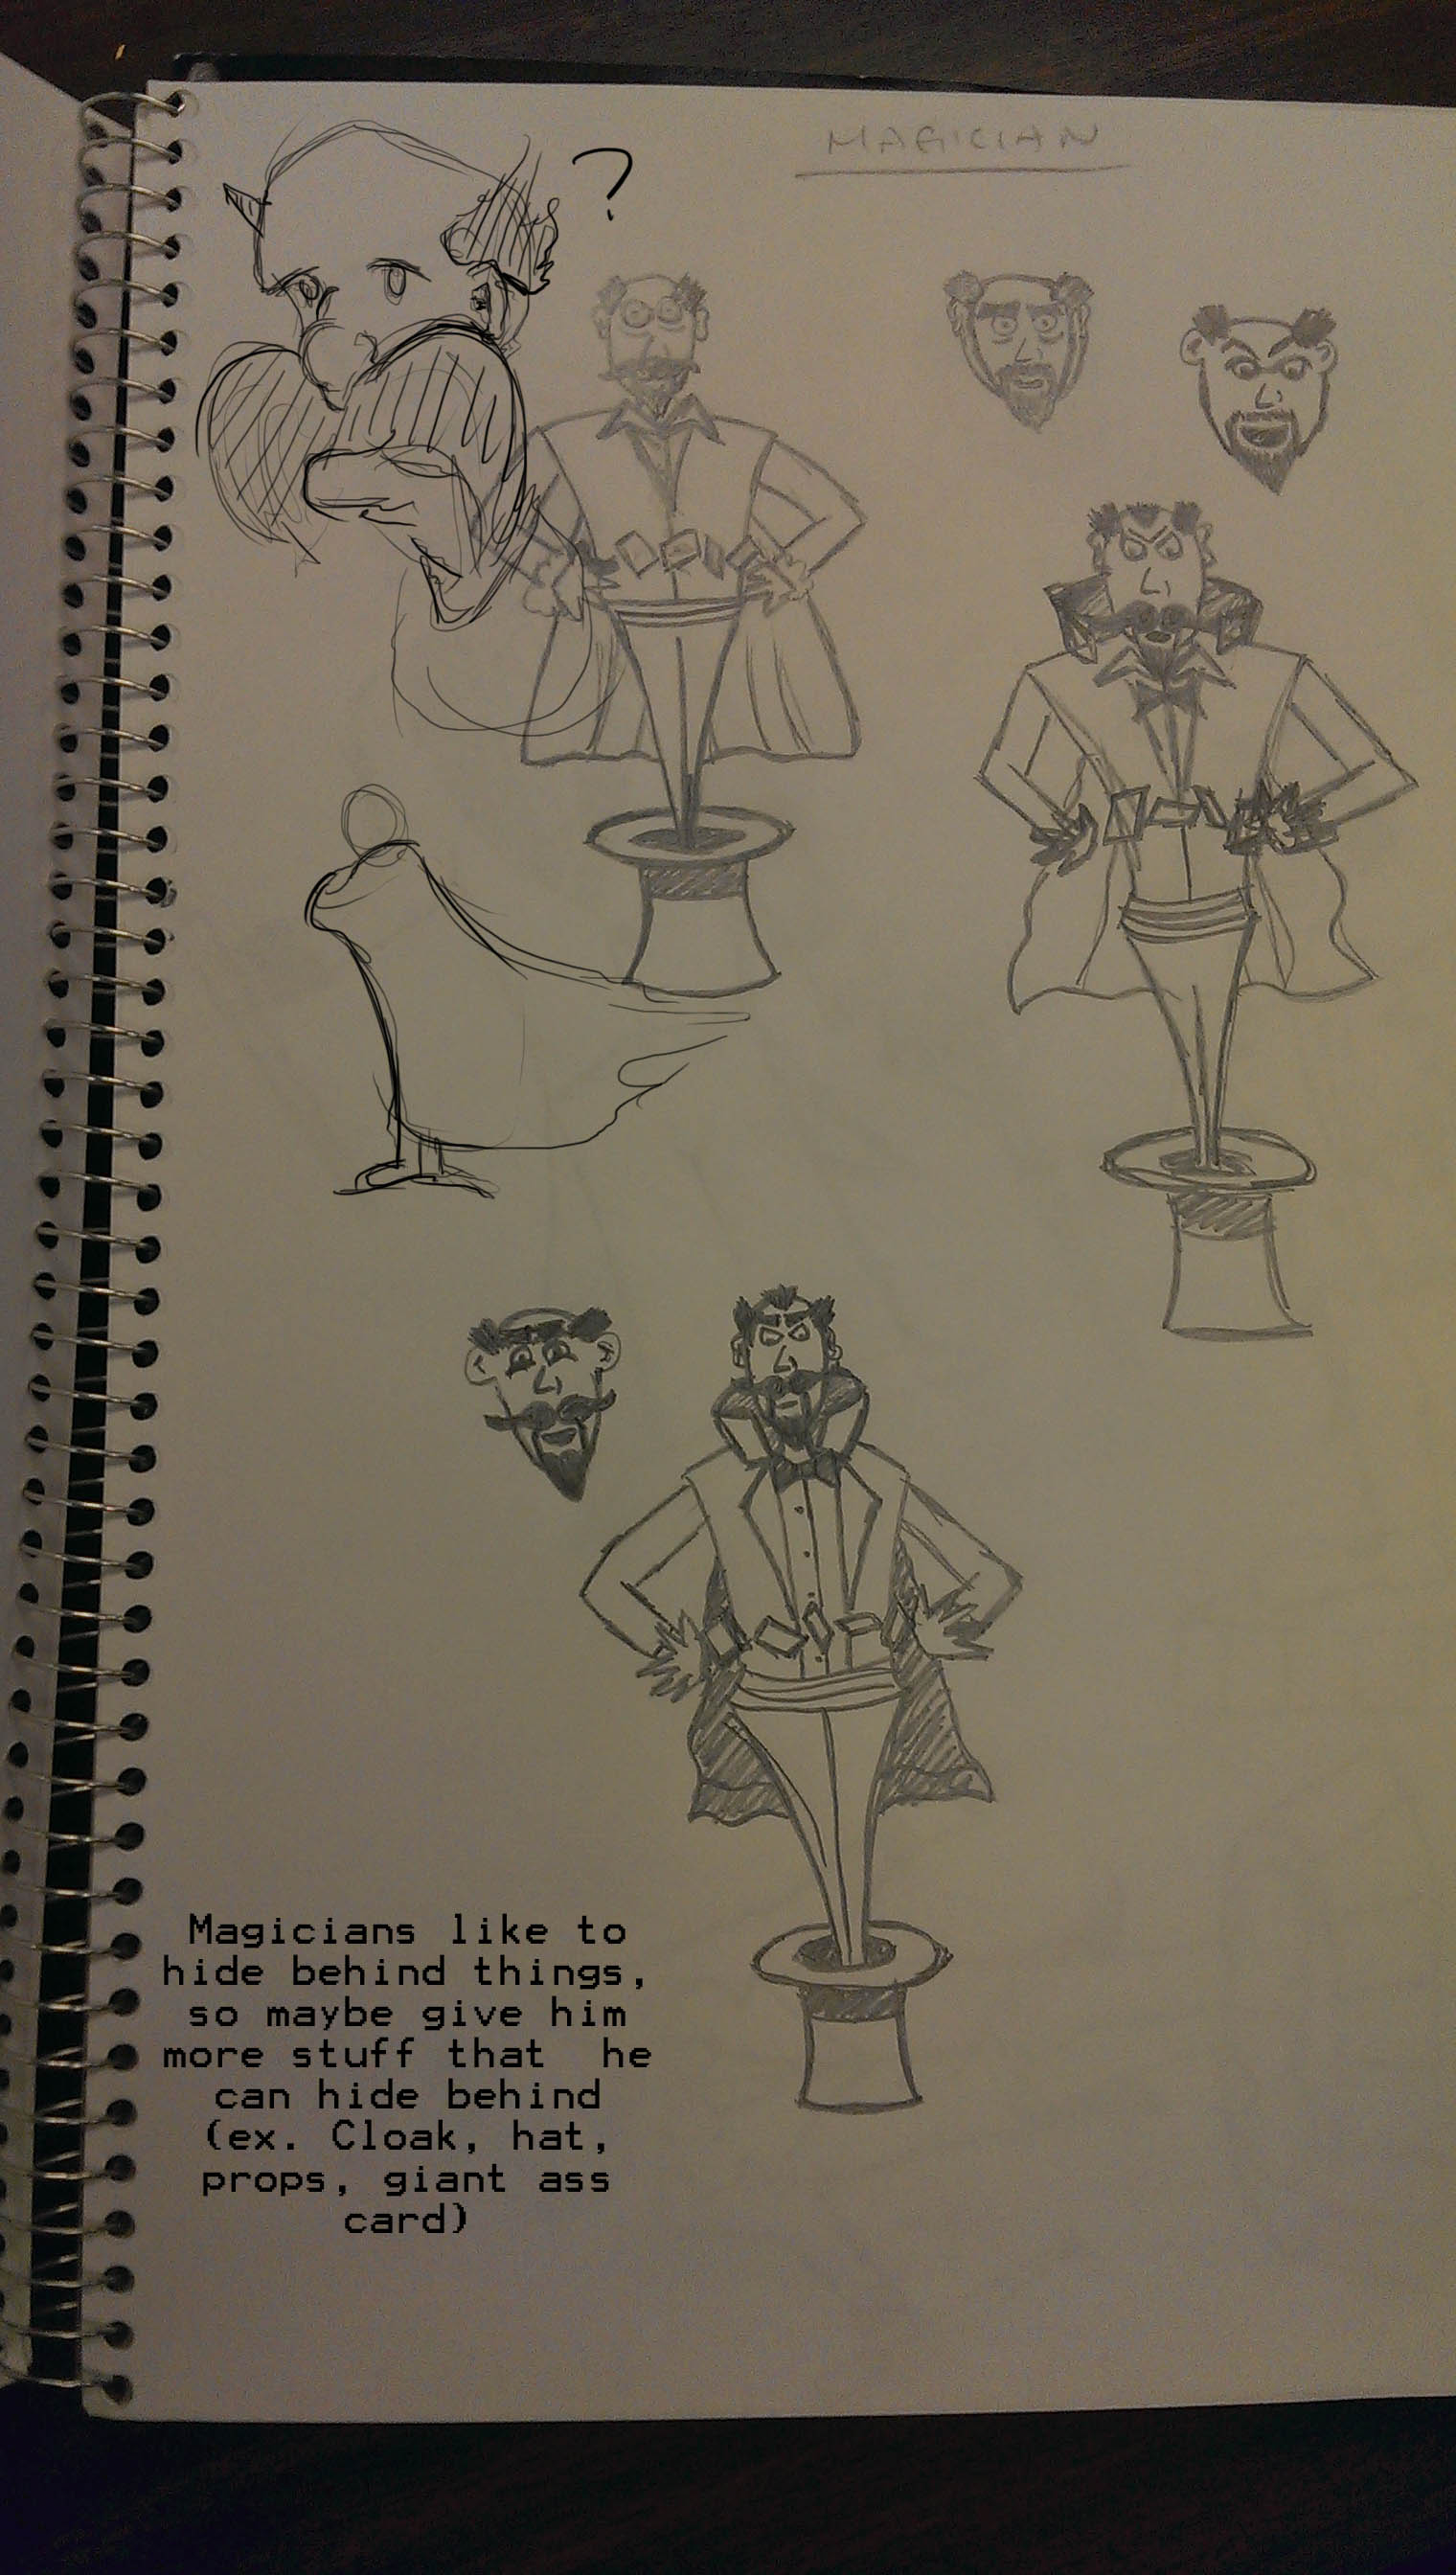 ?
MAGICIAN
Magicians like to
hide behind things,
so maybe give him
more stuff that  he
can hide behind
(ex. Cloak, hat,
props, giant ass
card)